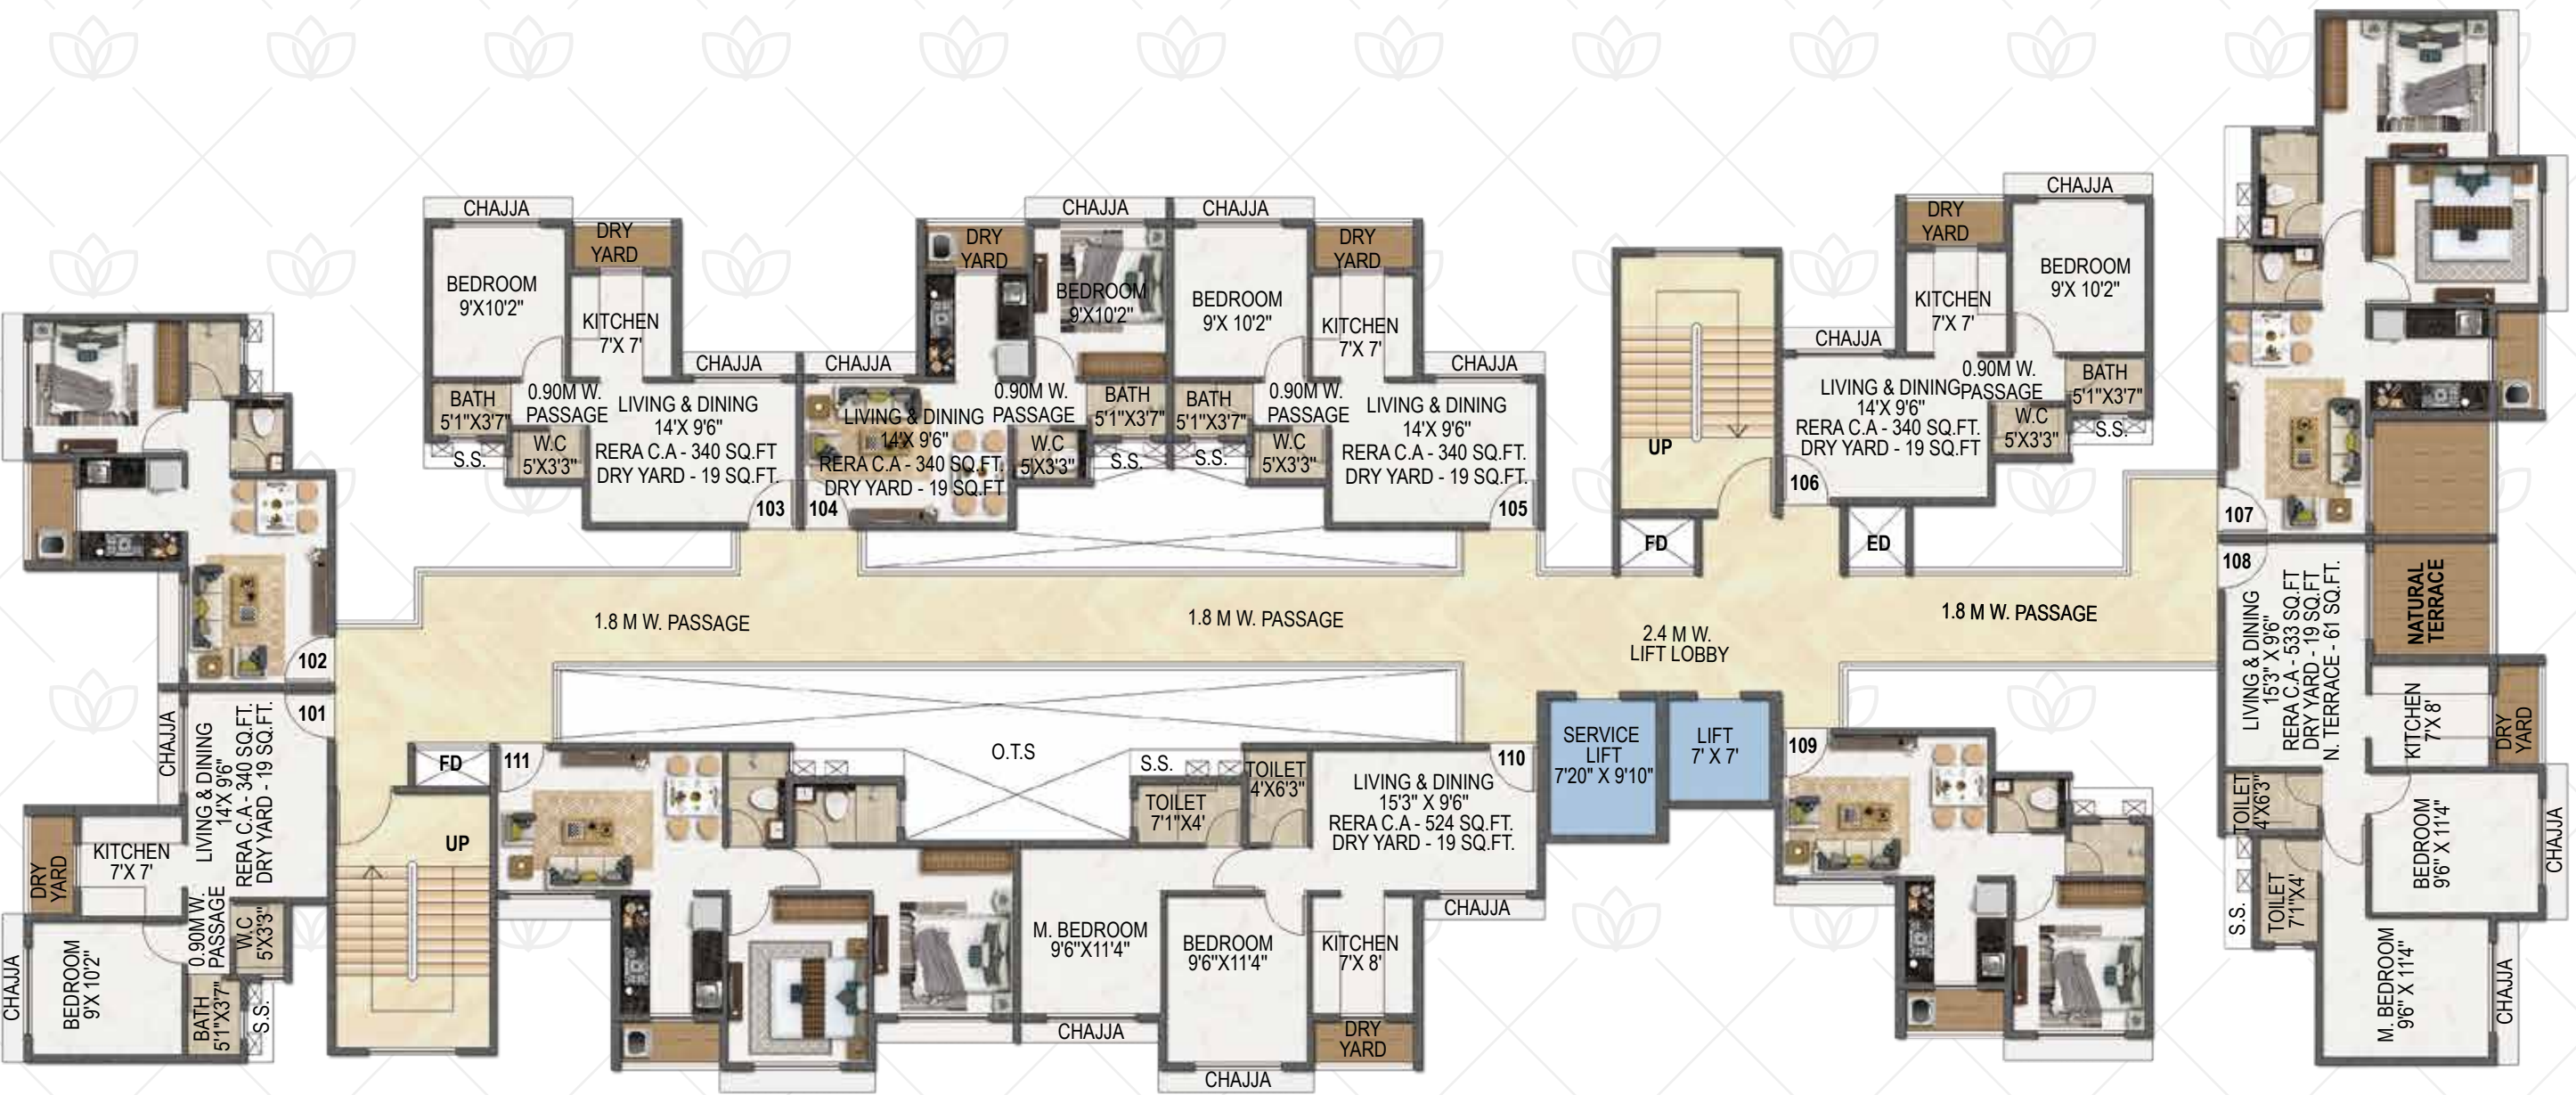 CHAJJA
DRY
YARD
BEDROOM
9'X10'2"
KITCHEN
7'X 7'
CHAJJA
BATH
5'1"X3'7"
0.90M W.
PASSAGE
W.C
5'X3'3"
S.S.
LIVING & DINING
14'X 9'6"
RERA C.A - 340 SQ.FT
DRY YARD - 19 SQ.FT.
103
CHAJJA
DRY
YARD
CHAJJA
BEDROOM
9'X10'2"
LIVING & DINING
14'X 9'6"
RERA C.A - 340 SQ.FT.
DRY YARD - 19 SQ.FT
0.90M W.
PASSAGE
BATH
5'1"X3'7"
W.C
5'X3'3"
S.S.
104
CHAJJA
DRY
YARD
BEDROOM
9'X 10'2"
KITCHEN
7'X 7'
CHAJJA
BATH
5'1"X3'7"
0.90M W.
PASSAGE
W.C
5'X3'3"
S.S.
LIVING & DINING
14'X 9'6"
RERA C.A - 340 SQ.FT
DRY YARD - 19 SQ.FT.
105
UP
FD
CHAJJA
DRY
YARD
BEDROOM
9'X 10'2"
KITCHEN
7'X 7'
CHAJJA
0.90M W.
PASSAGE
LIVING & DINING
14'X 9'6"
RERA C.A - 340 SQ.FT
DRY YARD - 19 SQ.FT
BATH
5'1"X3'7"
W.C
5'X3'3"
S.S.
106
ED
107
108
LIVING & DINING
15'3" X 9'6"
RERA C.A - 533 SQ.FT
DRY YARD - 19 SQ.FT
N. TERRACE - 61 SQ.FT.
NATURAL
TERRACE
KITCHEN
7'X 8'
DRY
YARD
TOILET
4'X6'3"
BEDROOM
9'6" X 11'4"
CHAJJA
S.S.
TOILET
7'1"X4'
M. BEDROOM
9'6" X 11'4"
CHAJJA
1.8 M W. PASSAGE
1.8 M W. PASSAGE
2.4 M W.
LIFT LOBBY
1.8 M W. PASSAGE
102
101
CHAJJA
LIVING & DINING
14'X 9'6"
RERA C.A - 340 SQ.FT.
DRY YARD - 19 SQ.FT.
DRY
YARD
KITCHEN
7'X 7'
0.90M W.
PASSAGE
W.C
5'X3'3"
CHAJJA
BEDROOM
9'X 10'2"
BATH
5'1"X3'7"
S.S.
FD
UP
111
O.T.S
S.S.
TOILET
7'1"X4'
TOILET
4'X6'3"
110
LIVING & DINING
15'3" X 9'6"
RERA C.A - 524 SQ.FT.
DRY YARD - 19 SQ.FT.
CHAJJA
M. BEDROOM
9'6"X11'4"
BEDROOM
9'6"X11'4"
KITCHEN
7'X 8'
CHAJJA
DRY
YARD
CHAJJA
SERVICE
LIFT
7'20" X 9'10"
LIFT
7' X 7'
109